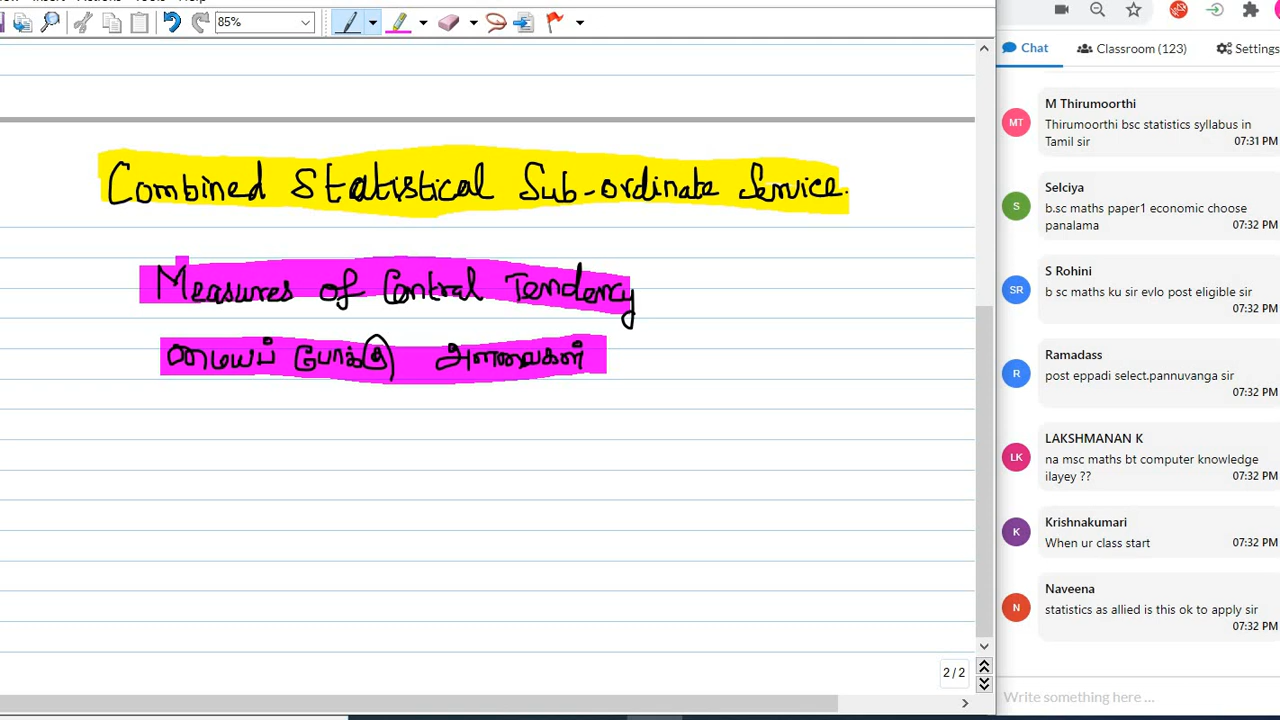 85%
Combined Statistical Sub-ordinate Service.
Measures of Central Tendency
மையப் போக்கு அளவைகள்
2/2
Chat
Classroom (123)
Settings
MT
M Thirumoorthi
Thirumoorthi bsc statistics syllabus in
Tamil sir
07:31 PM
S
Selciya
b.sc maths paper1 economic choose
panalama
07:32 PM
SR
S Rohini
b sc maths ku sir evlo post eligible sir
07:32 PM
R
Ramadass
post eppadi select.pannuvanga sir
07:32 PM
LK
LAKSHMANAN K
na msc maths bt computer knowledge
ilayey ??
07:32 PM
K
Krishnakumari
When ur class start
07:32 PM
N
Naveena
statistics as allied is this ok to apply sir
07:32 PM
Write something here ...